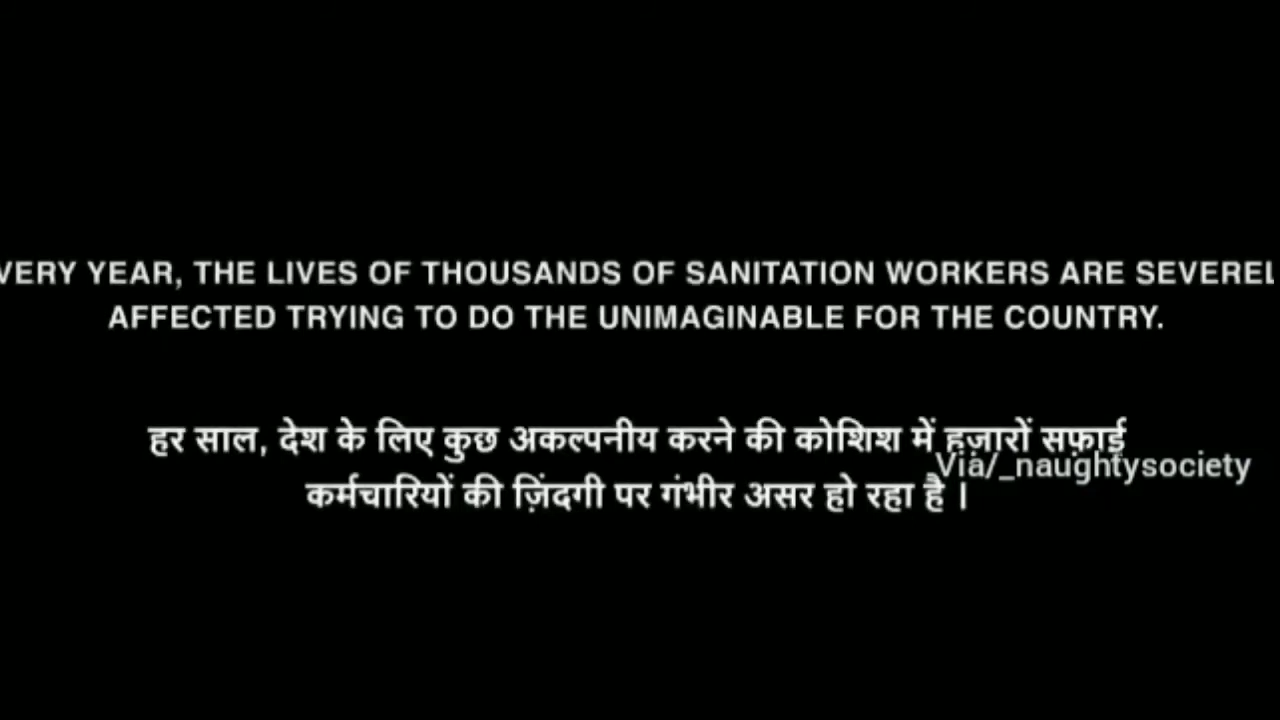 VERY YEAR, THE LIVES OF THOUSANDS OF SANITATION WORKERS ARE SEVEREL
AFFECTED TRYING TO DO THE UNIMAGINABLE FOR THE COUNTRY.
हर साल, देश के लिए कुछ अकल्पनीय करने की कोशिश में हज़ारों सफ़ाई
Via/_naughtysociety
कर्मचारियों की ज़िंदगी पर गंभीर असर हो रहा है ।